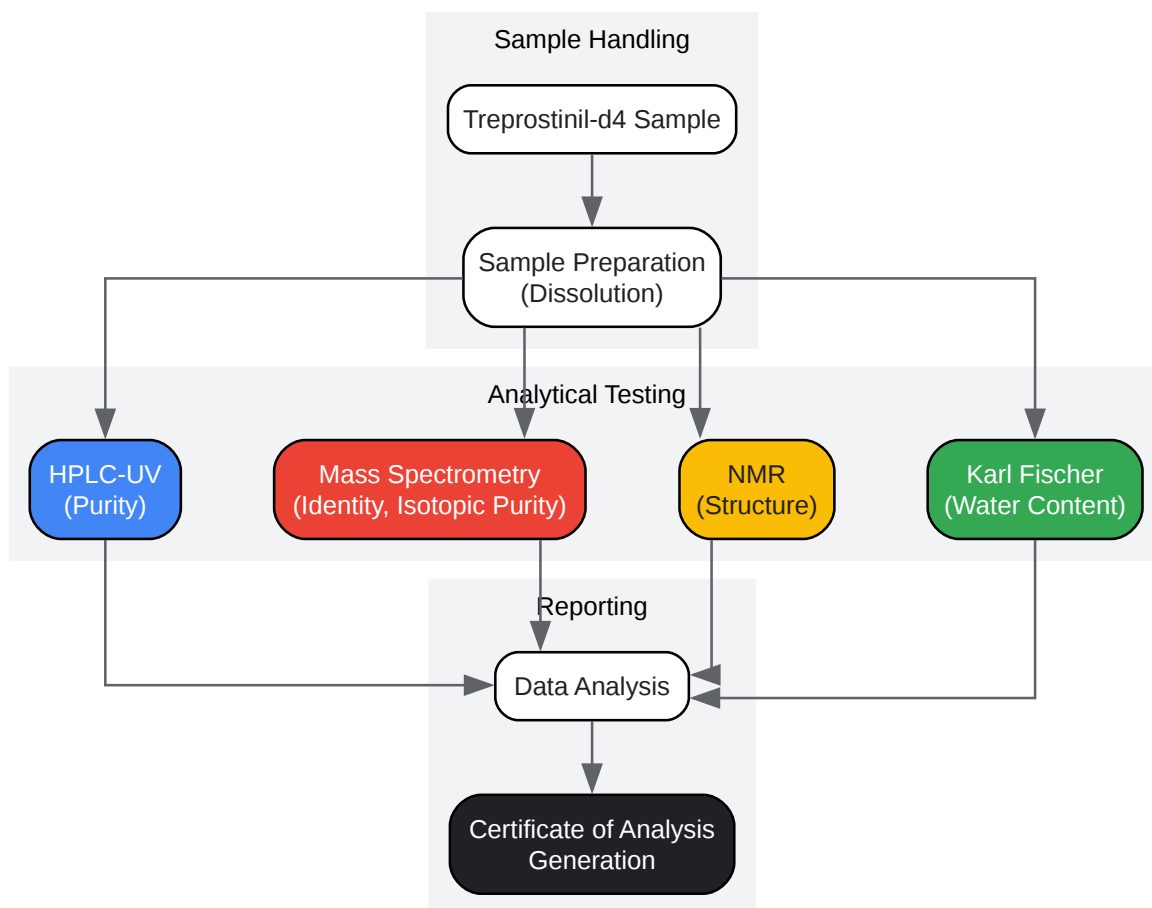 Sample Handling
Treprostinil-d4 Sample
Sample Preparation
(Dissolution)
Analytical Testing
HPLC-UV
(Purity)
Mass Spectrometry
(Identity, Isotopic Purity)
NMR
(Structure)
Karl Fischer
(Water Content)
Reporting
Data Analysis
Certificate of Analysis
Generation